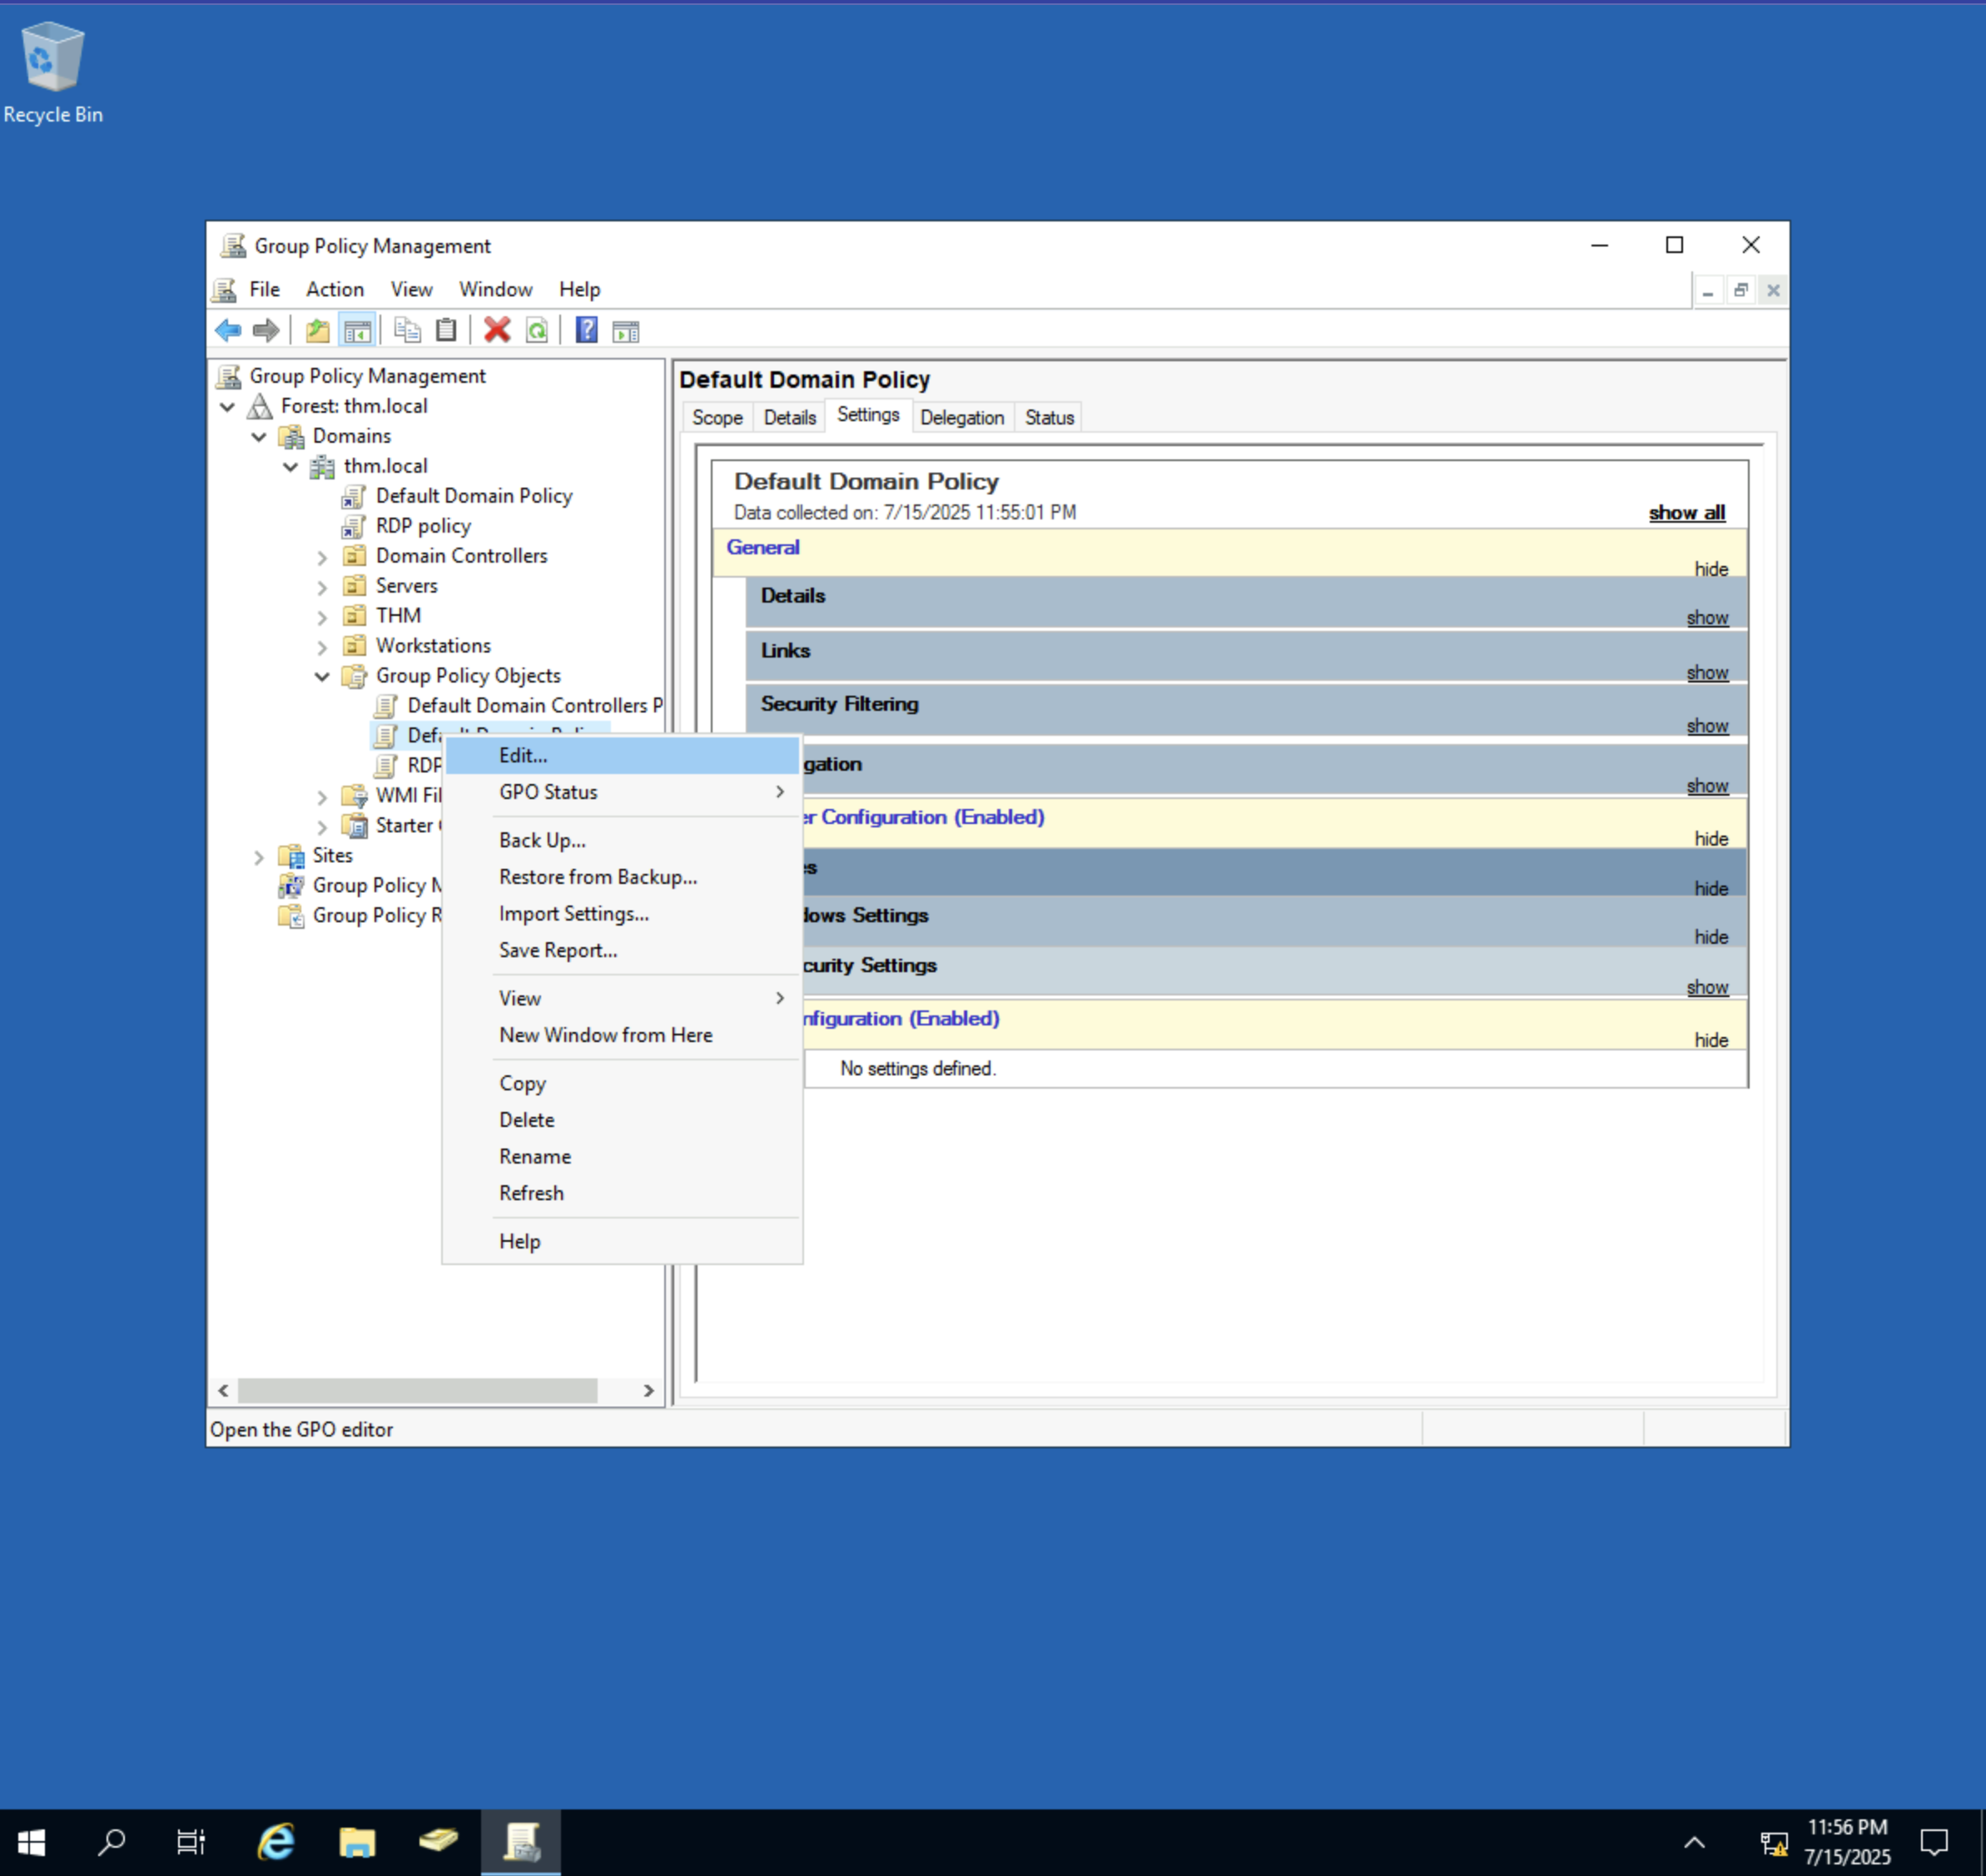 Recycle Bin
Group Policy Management
File Action View Window Help
Group Policy Management
Forest: thm.local
Domains
thm.local
Default Domain Policy
RDP policy
Domain Controllers
Servers
THM
Workstations
Group Policy Objects
Default Domain Controllers P
RDP
WMI Fil
Starter
Sites
Group Policy M
Group Policy R
Default Domain Policy
Scope Details Settings Delegation Status
Default Domain Policy
Data collected on: 7/15/2025 11:55:01 PM
show all
General
hide
Details
show
Links
show
Security Filtering
show
gation
show
er Configuration (Enabled)
hide
es
hide
dows Settings
hide
curity Settings
show
nfiguration (Enabled)
hide
No settings defined.
Edit...
GPO Status
Back Up...
Restore from Backup...
Import Settings...
Save Report...
View
New Window from Here
Copy
Delete
Rename
Refresh
Help
Open the GPO editor
11:56 PM
7/15/2025